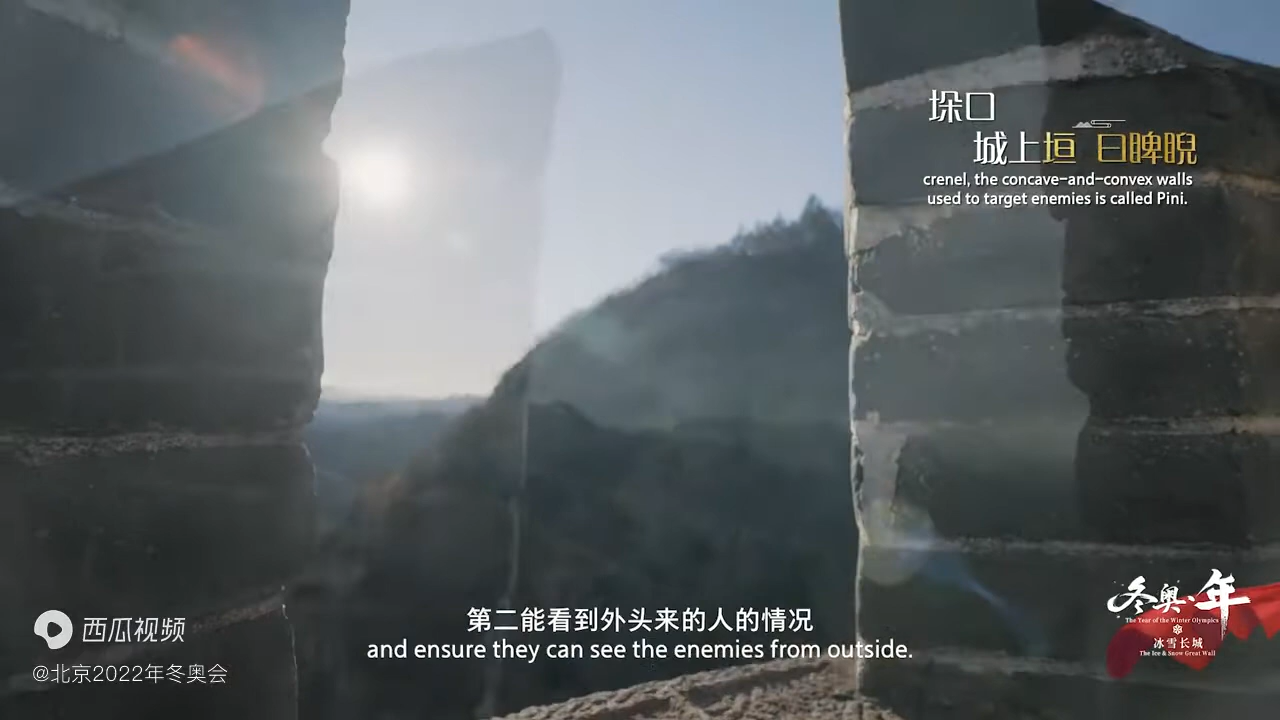 垛口
城上垣 曰睥睨
crenel, the concave-and-convex walls
used to target enemies is called Pini.
第二能看到外头来的人的情况
and ensure they can see the enemies from outside.
西瓜视频
@北京2022年冬奥会
冬奥·年
The Year of the Winter Olympics
冰雪长城
The Ice & Snow Great Wall